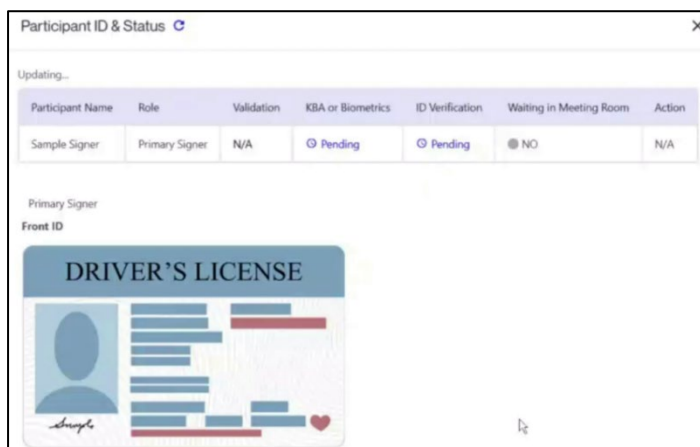 Participant ID & Status
Updating...
Participant Name Role Validation KBA or Biometrics ID Verification Waiting in Meeting Room Action
Sample Signer Primary Signer N/A Pending Pending NO N/A
Primary Signer
Front ID
DRIVER'S LICENSE
Sample